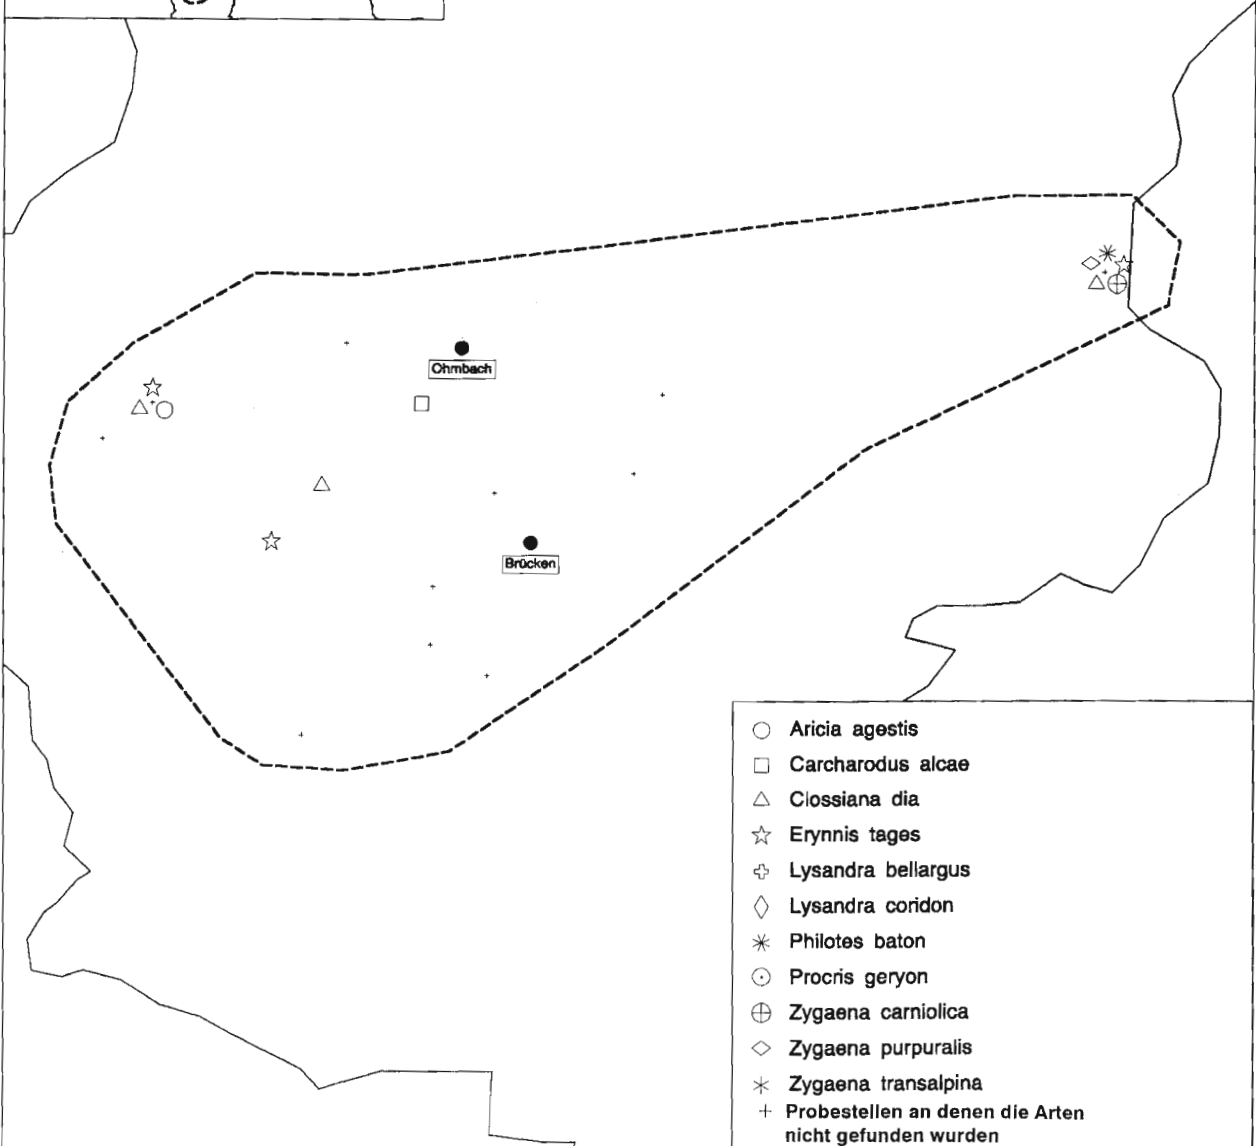 Ohmbach
Brücken
Aricia agestis
Carcharodus alcae
Clossiana dia
Erynnis tages
Lysandra bellargus
Lysandra coridon
Philotes baton
Procris geryon
Zygaena carniolica
Zygaena purpuralis
Zygaena transalpina
Probestellen an denen die Arten
nicht gefunden wurden